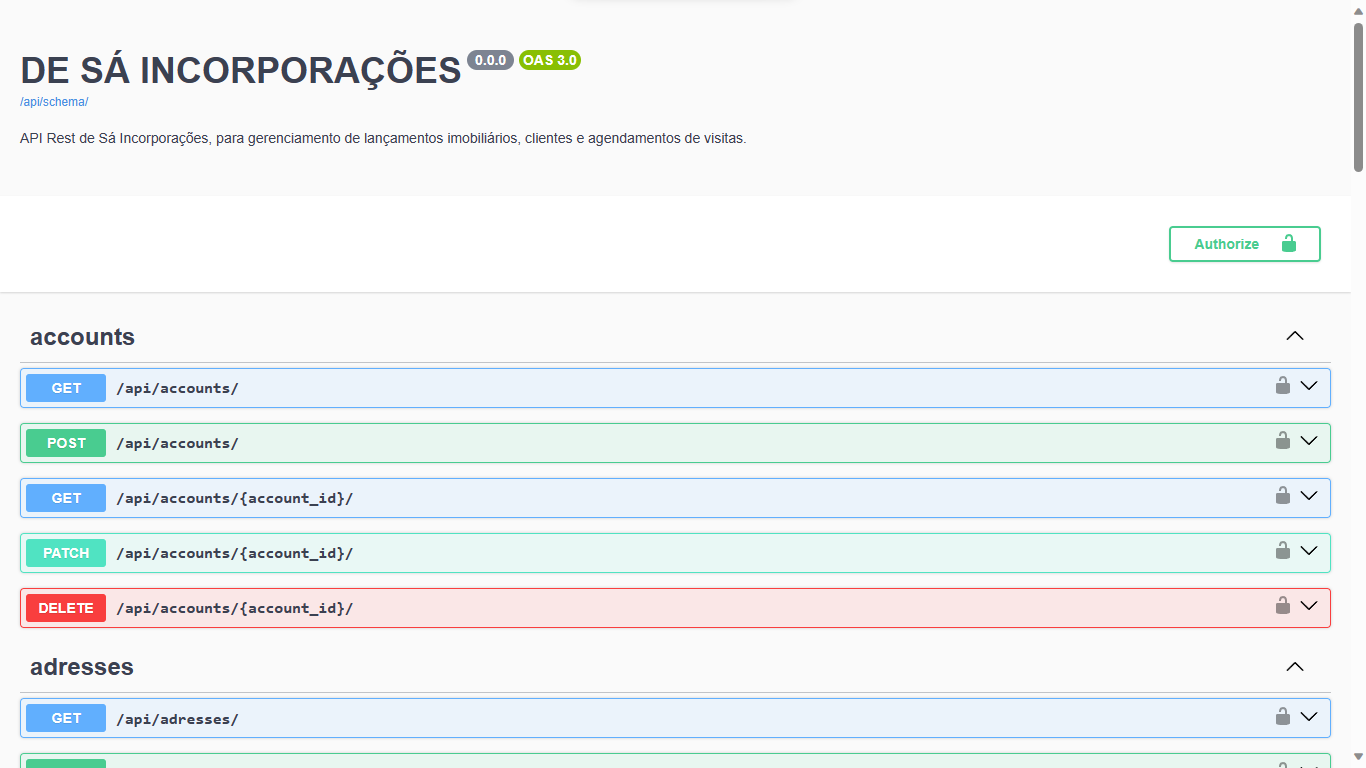 DE SÁ INCORPORAÇÕES 0.0.0 OAS 3.0
/api/schema/
API Rest de Sá Incorporações, para gerenciamento de lançamentos imobiliários, clientes e agendamentos de visitas.
Authorize
accounts
GET /api/accounts/
POST /api/accounts/
GET /api/accounts/{account_id}/
PATCH /api/accounts/{account_id}/
DELETE /api/accounts/{account_id}/
adresses
GET /api/adresses/